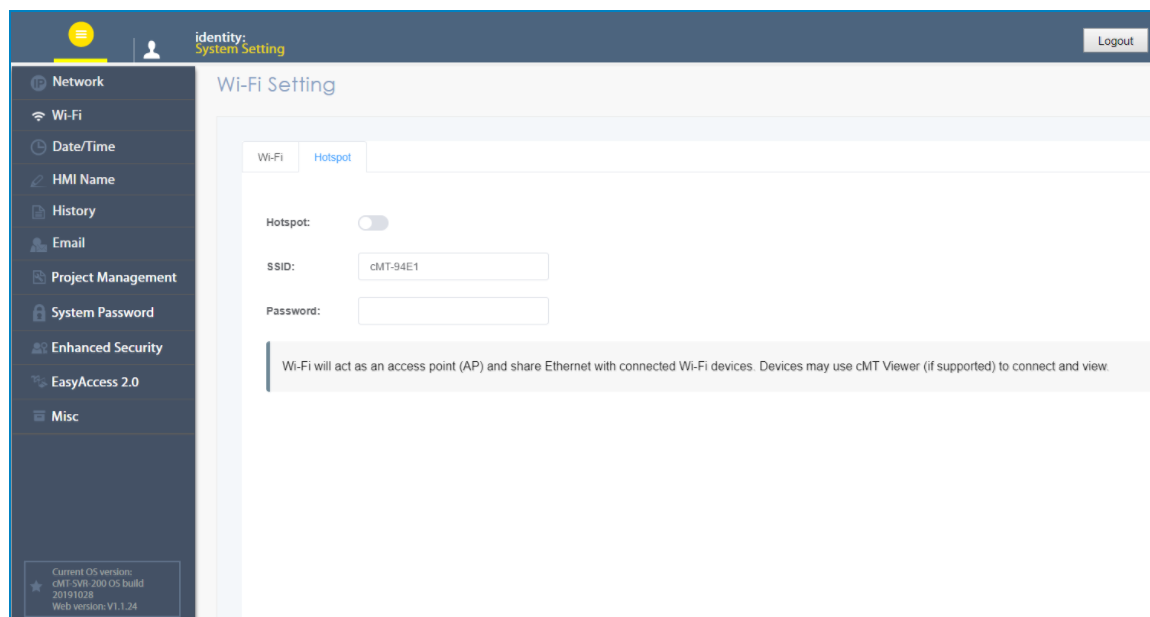 identity:
System Setting
Logout
Network
Wi-Fi
Date/Time
HMI Name
History
Email
Project Management
System Password
Enhanced Security
EasyAccess 2.0
Misc
Current OS version:
cMT-SVR-200 OS build
20191028
Web version: V1.1.24
Wi-Fi Setting
Wi-Fi
Hotspot
Hotspot:
SSID:
cMT-94E1
Password:
Wi-Fi will act as an access point (AP) and share Ethernet with connected Wi-Fi devices. Devices may use cMT Viewer (if supported) to connect and view.